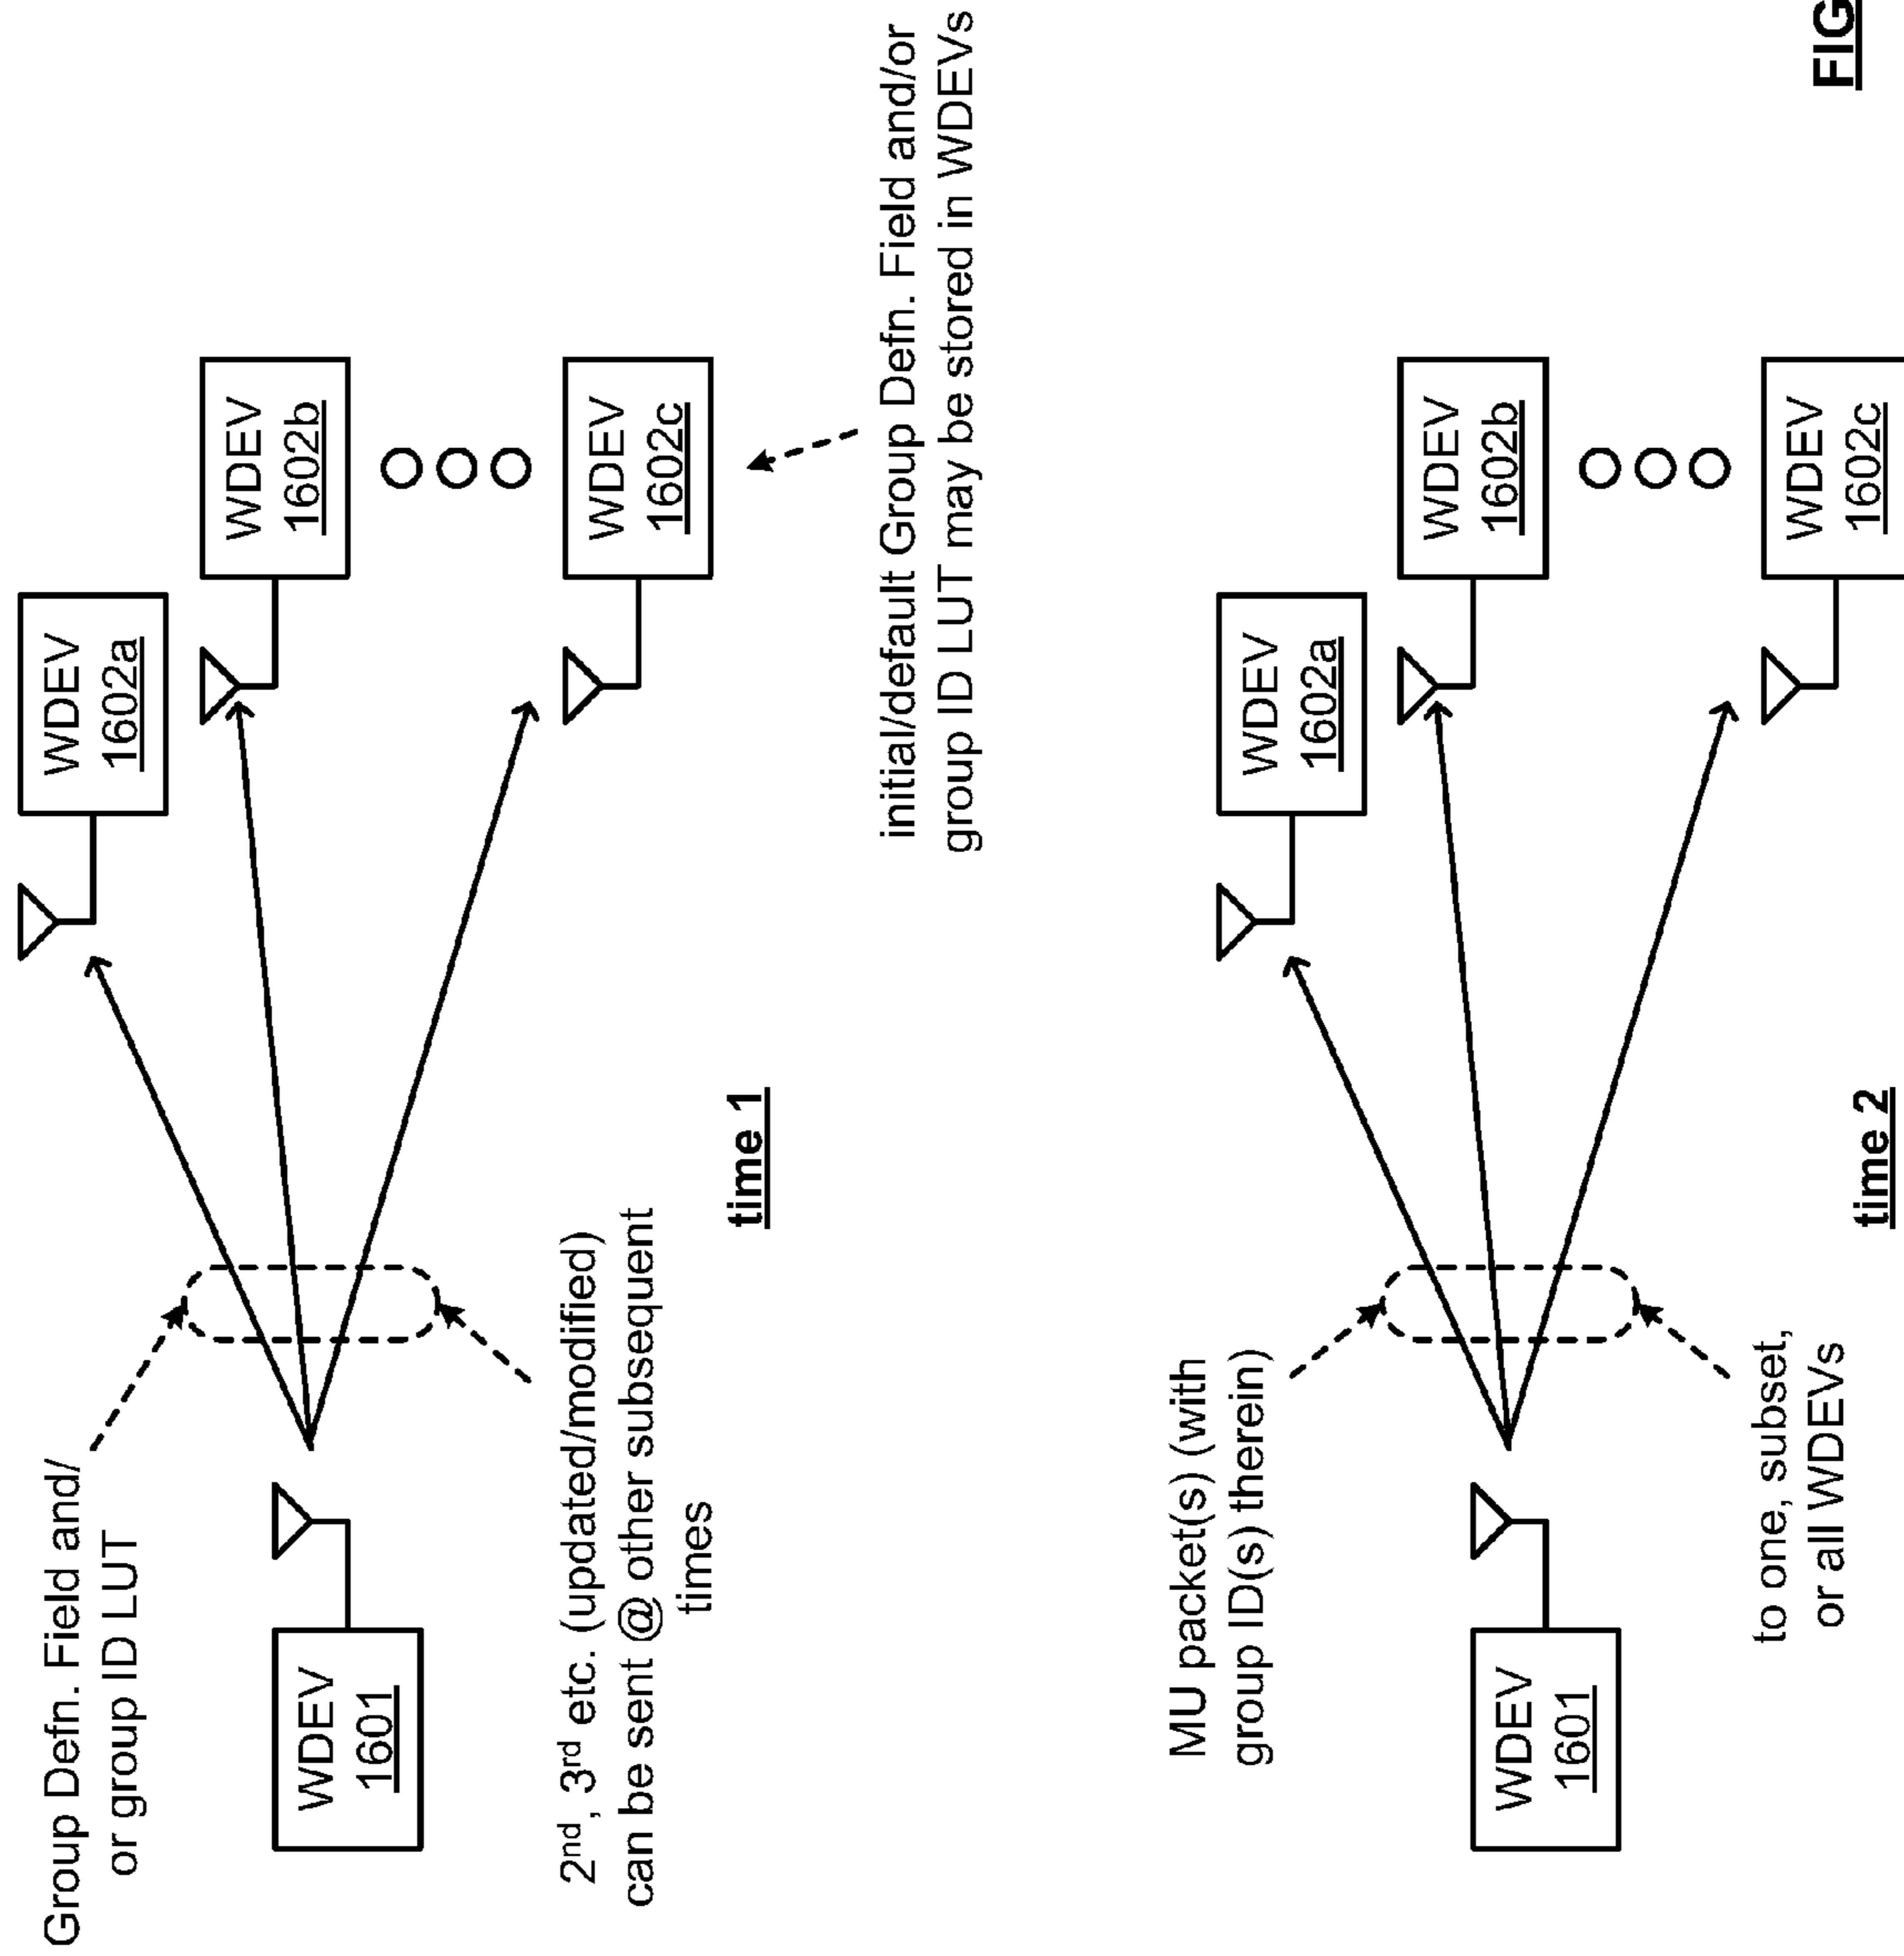 Group Defn. Field and/
or group ID LUT
WDEV
1601
2nd, 3rd etc. (updated/modified)
can be sent @ other subsequent
times
WDEV
1602a
WDEV
1602b
WDEV
1602c
time 1
initial/default Group Defn. Field and/or
group ID LUT may be stored in WDEVs
MU packet(s) (with
group ID(s) therein)
WDEV
1601
to one, subset,
or all WDEVs
WDEV
1602a
WDEV
1602b
WDEV
1602c
time 2
FIG